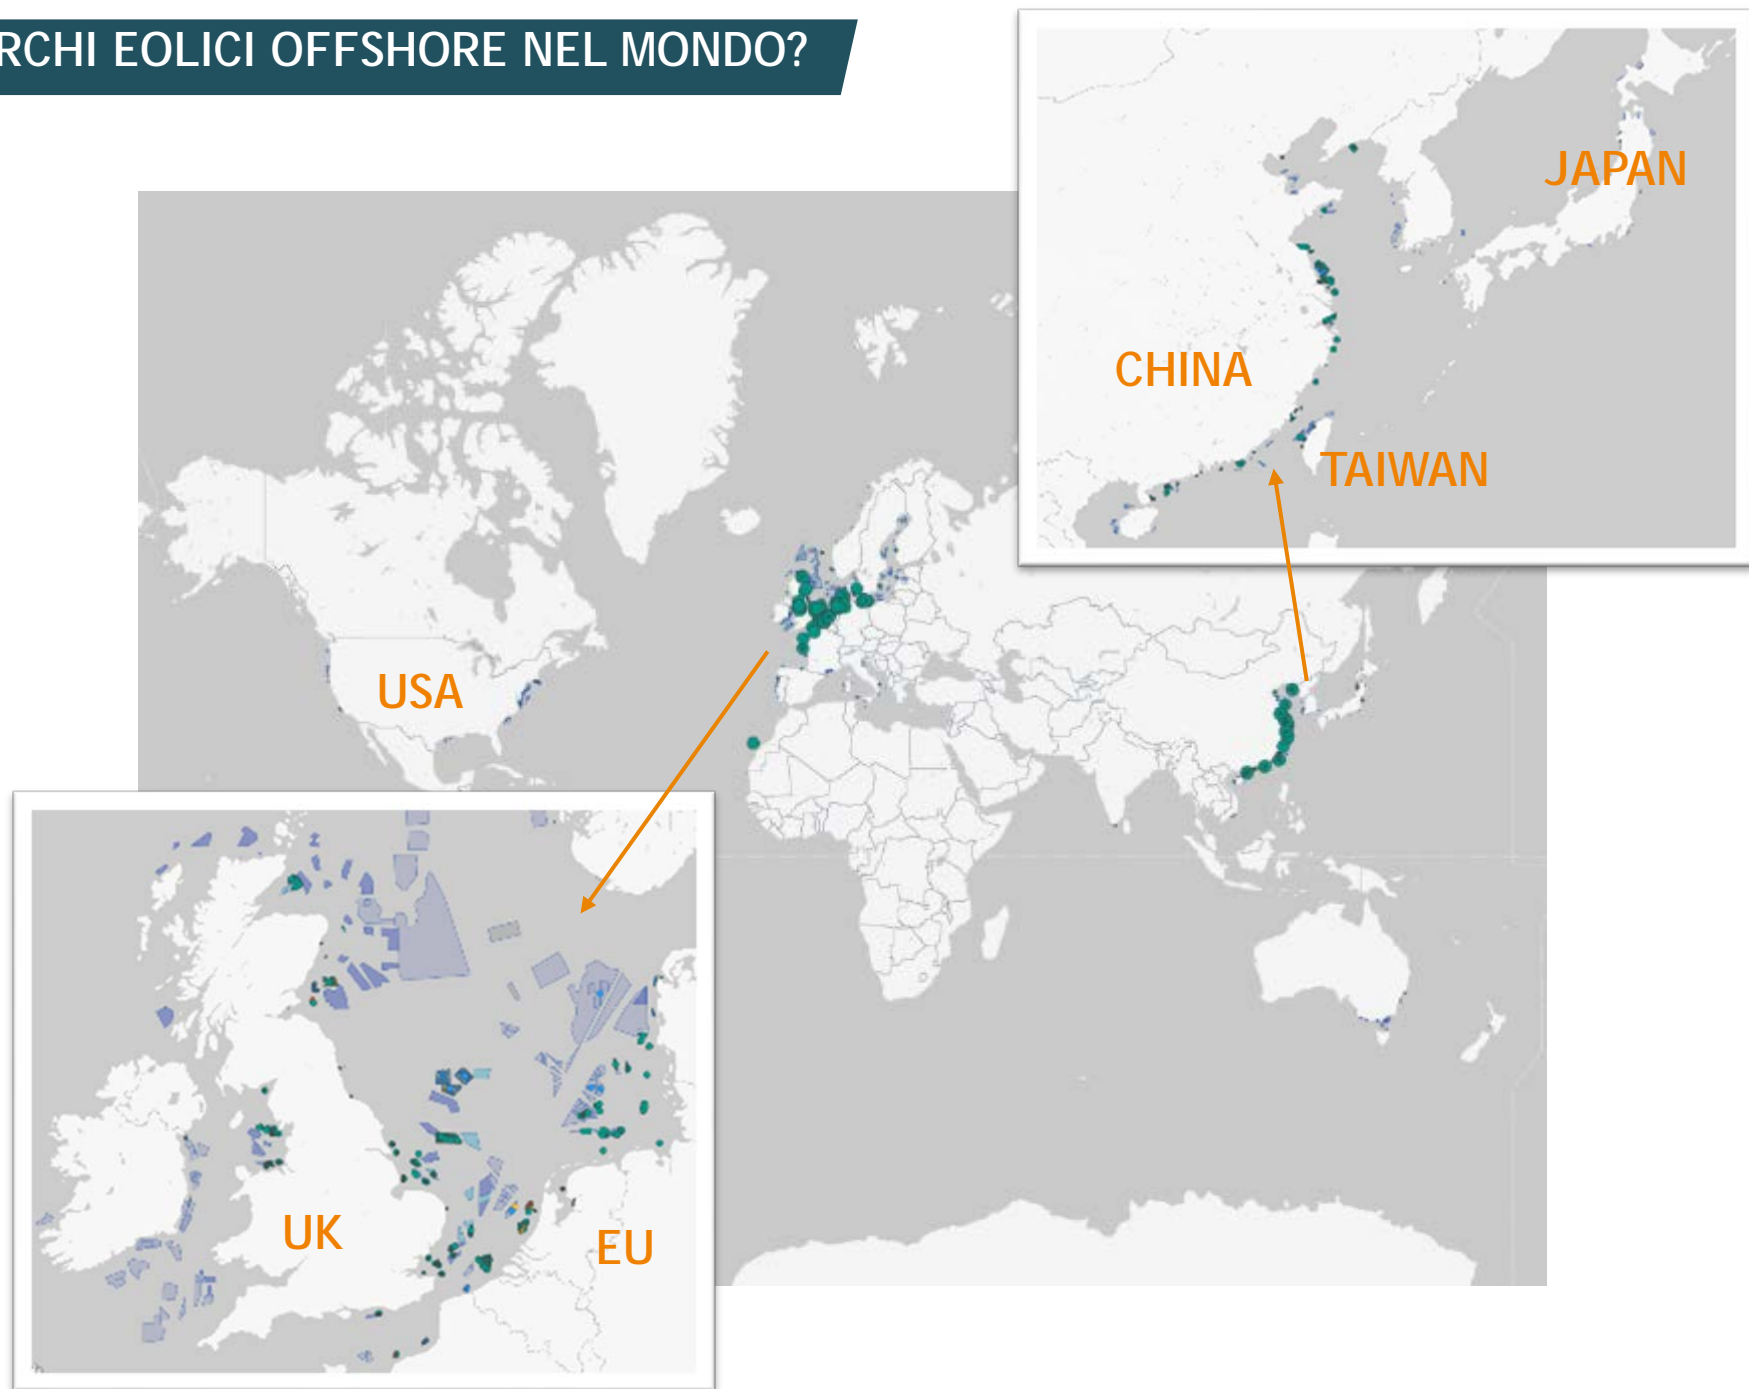 RCHI EOLICI OFFSHORE NEL MONDO?
JAPAN
CHINA
TAIWAN
USA
UK
EU